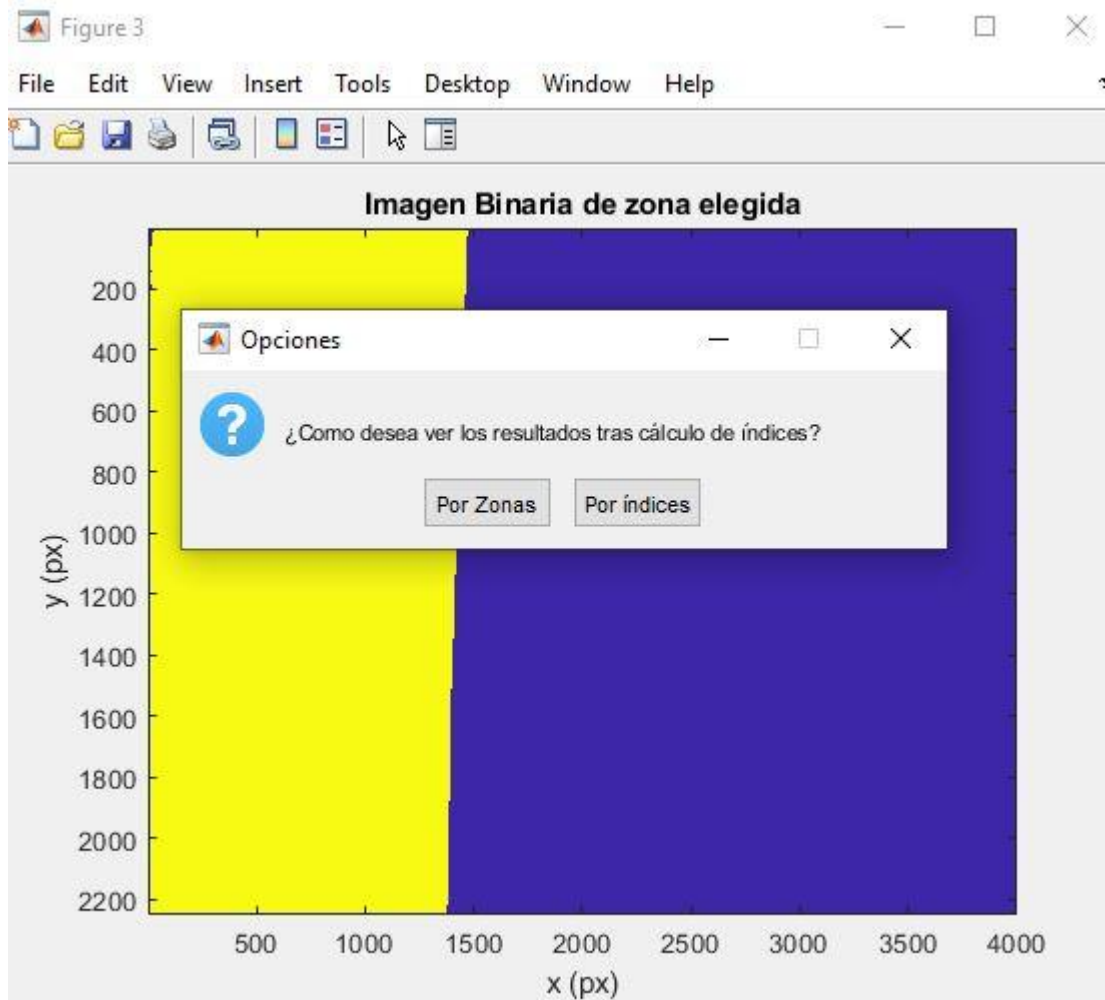 Figure 3
File Edit View Insert Tools Desktop Window Help
Imagen Binaria de zona elegida
200
400
600
800
1000
1200
1400
1600
1800
2000
2200
y (px)
Opciones
¿Como desea ver los resultados tras cálculo de índices?
Por Zonas Por índices
500 1000 1500 2000 2500 3000 3500 4000
x (px)